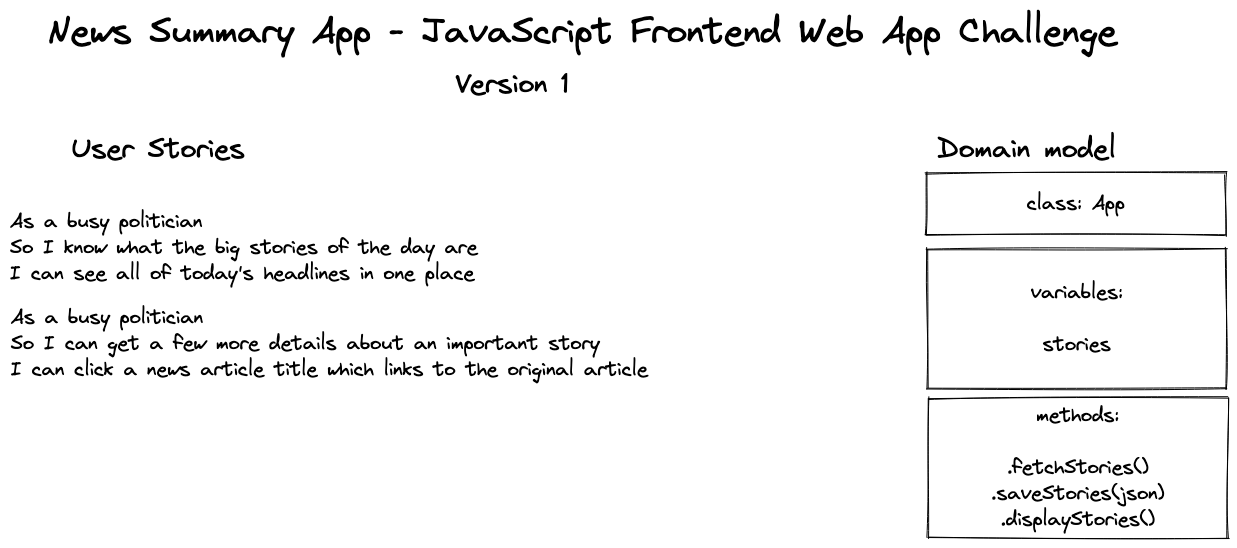 News Summary App - JavaScript Frontend Web App Challenge
Version 1
User Stories
As a busy politician
So I know what the big stories of the day are
I can see all of today's headlines in one place
As a busy politician
So I can get a few more details about an important story
I can click a news article title which links to the original article
Domain model
class: App
variables:
stories
methods:
.fetchStories()
.saveStories(json)
.displayStories()